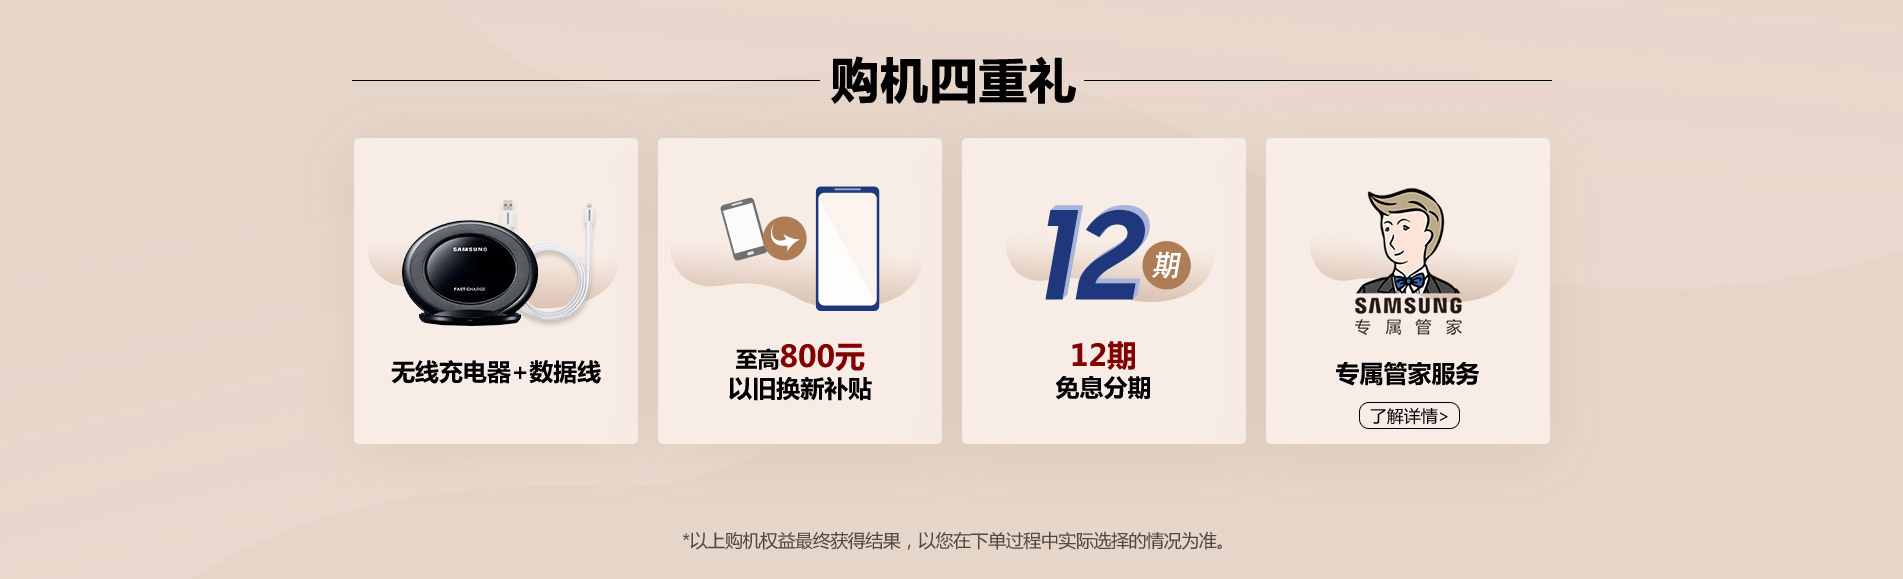 购机四重礼
SAMSUNG
FAST CHARGE
无线充电器+数据线
至高800元
以旧换新补贴
12期
12期
免息分期
SAMSUNG
专属管家
专属管家服务
了解详情>
*以上购机权益最终获得结果，以您在下单过程中实际选择的情况为准。